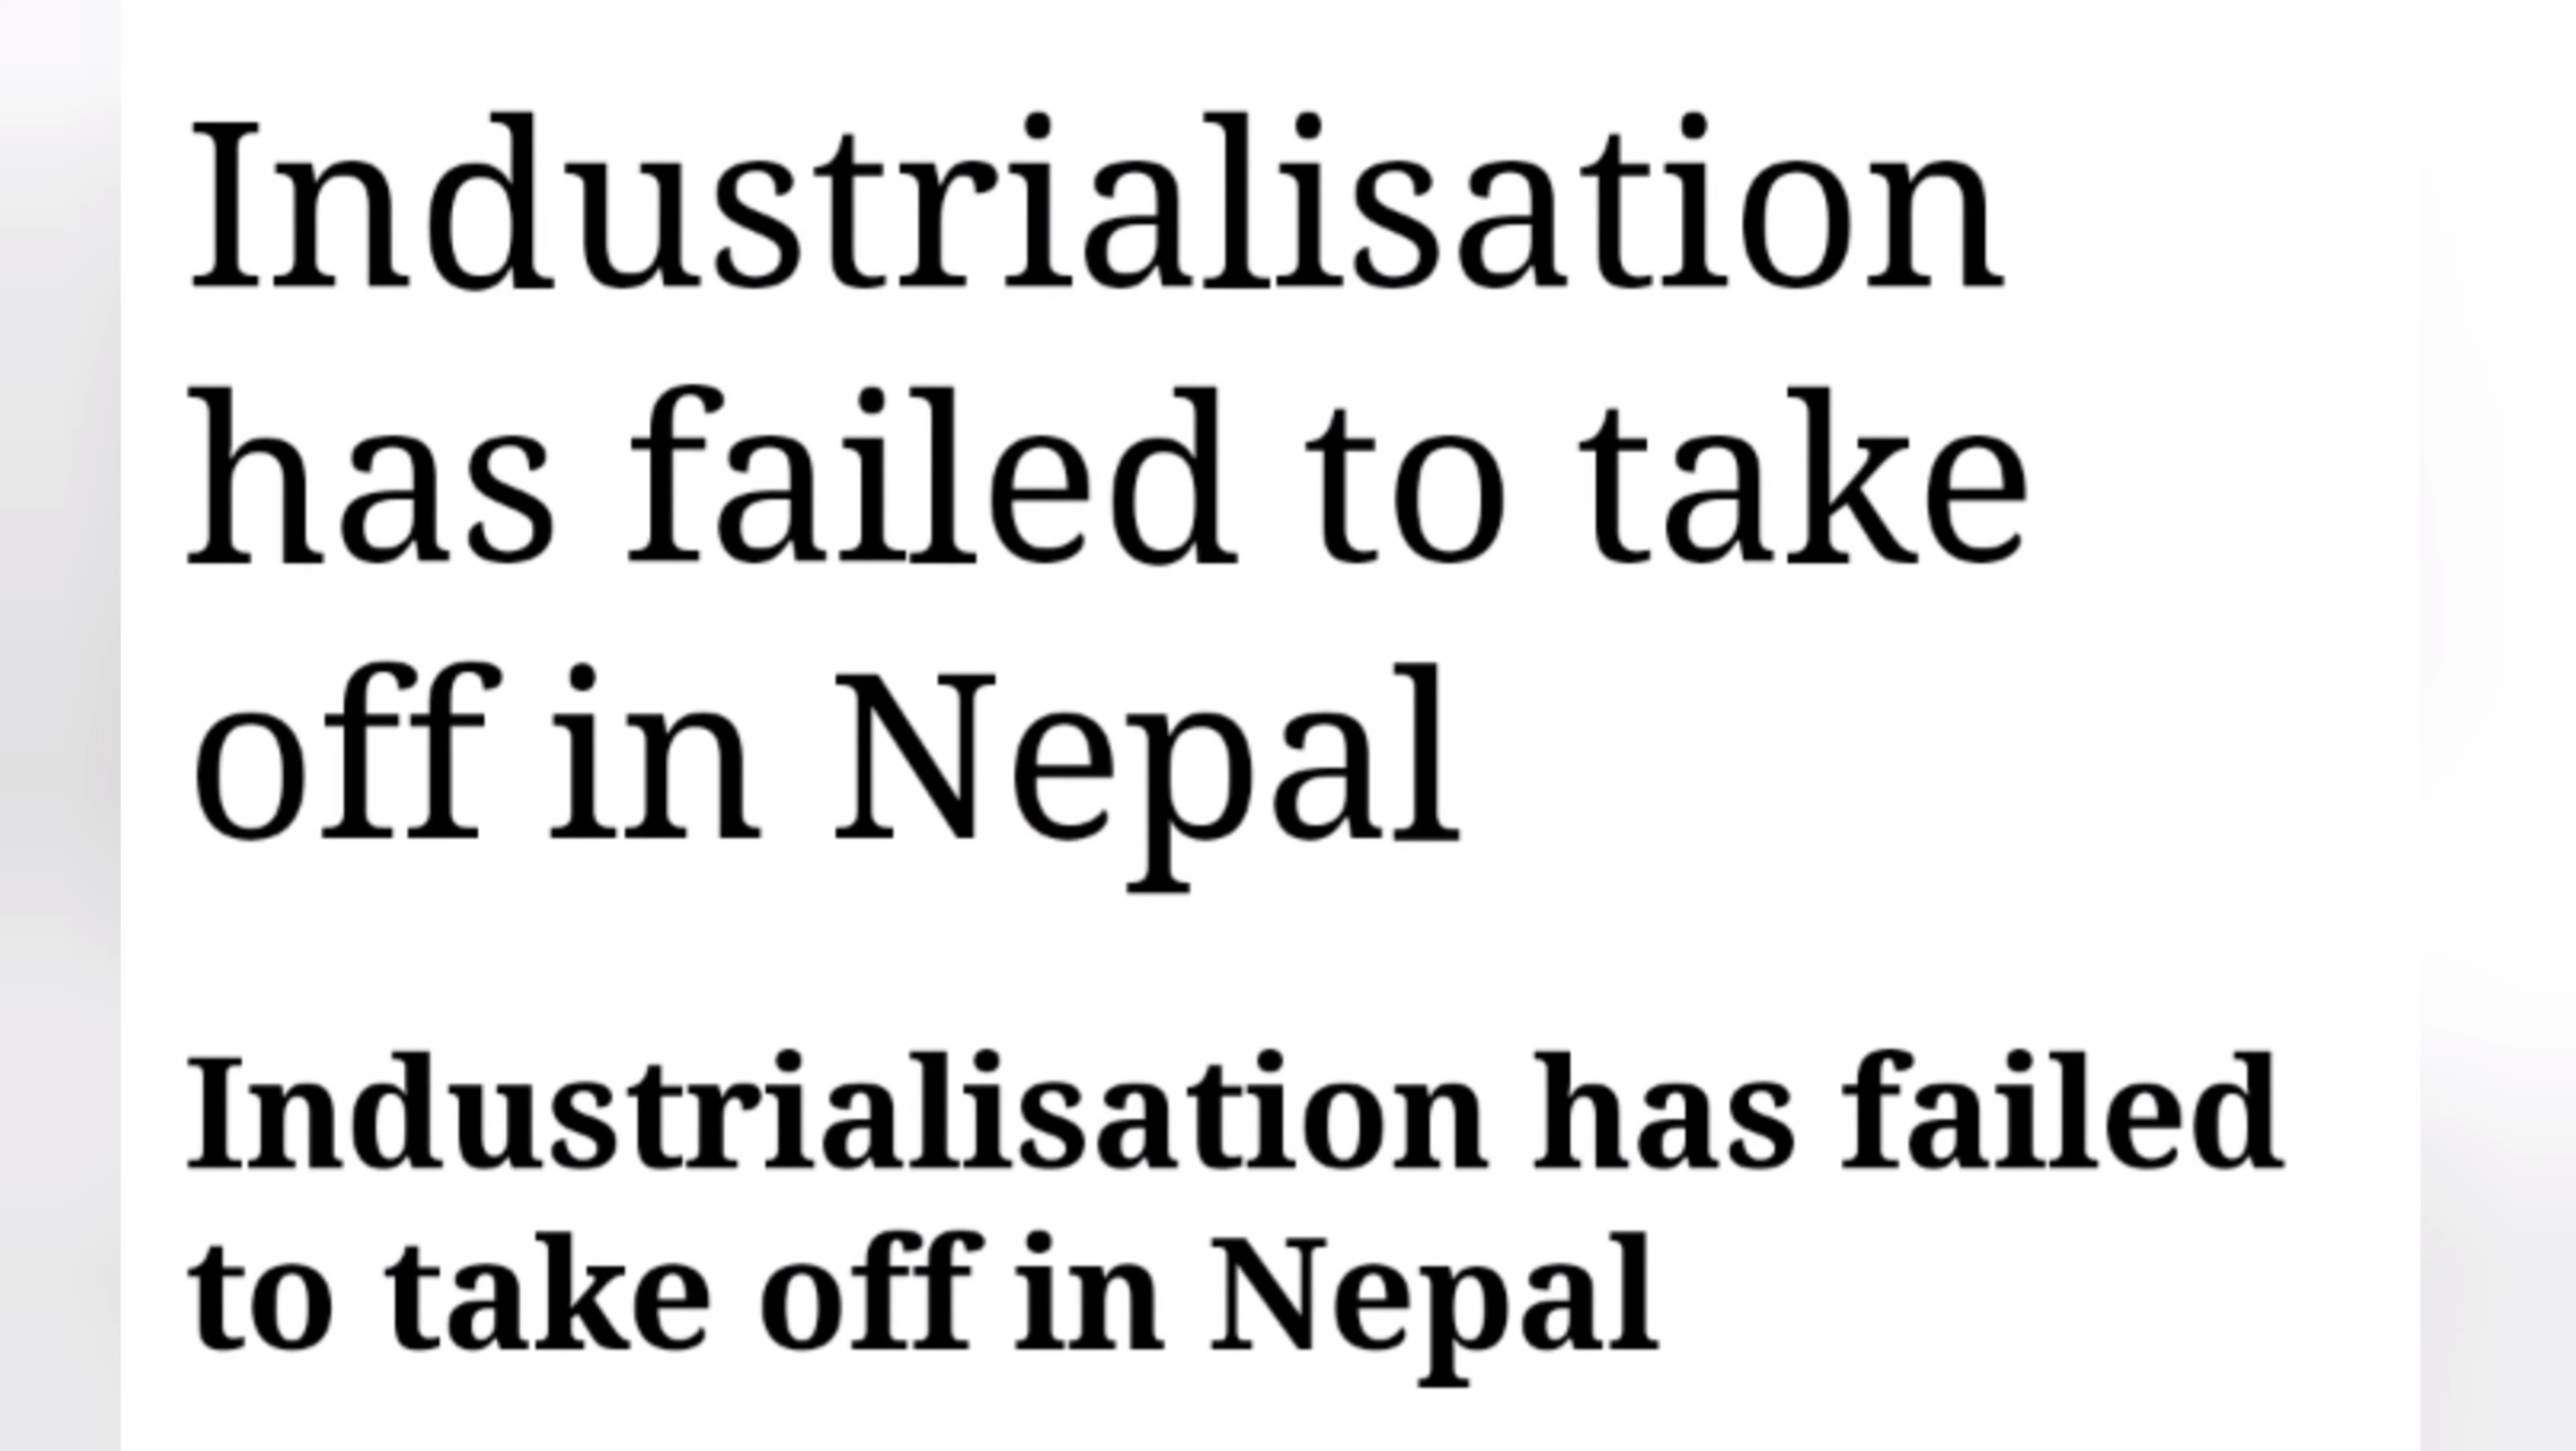 Industrialisation
has failed to take
off in Nepal
Industrialisation has failed
to take off in Nepal